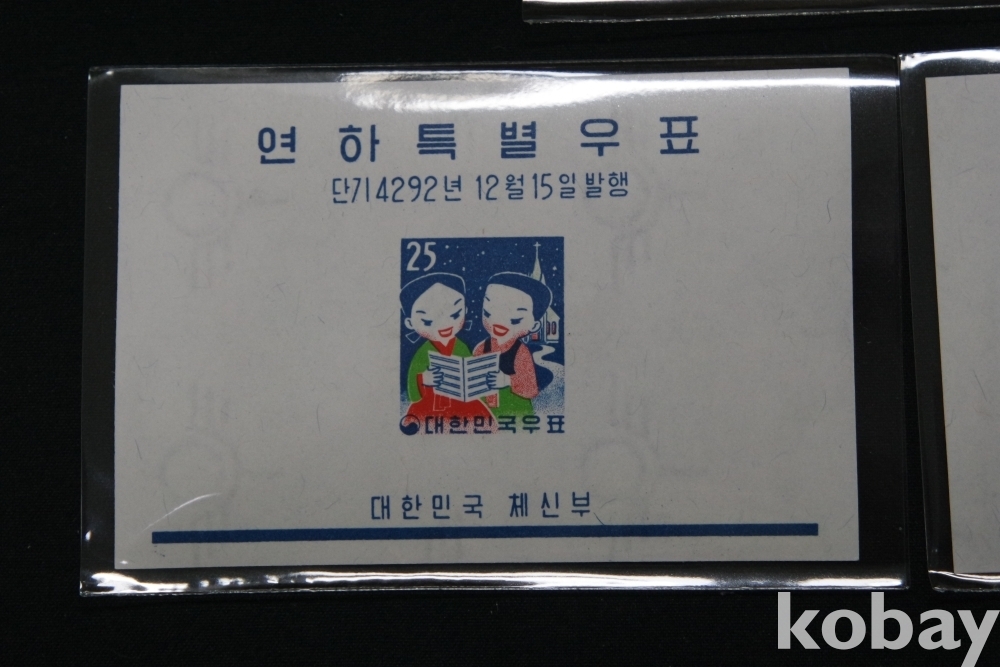 연하특별우표
단기4292년 12월15일발행
25
대한민국우표
대한민국 체신부
kobay